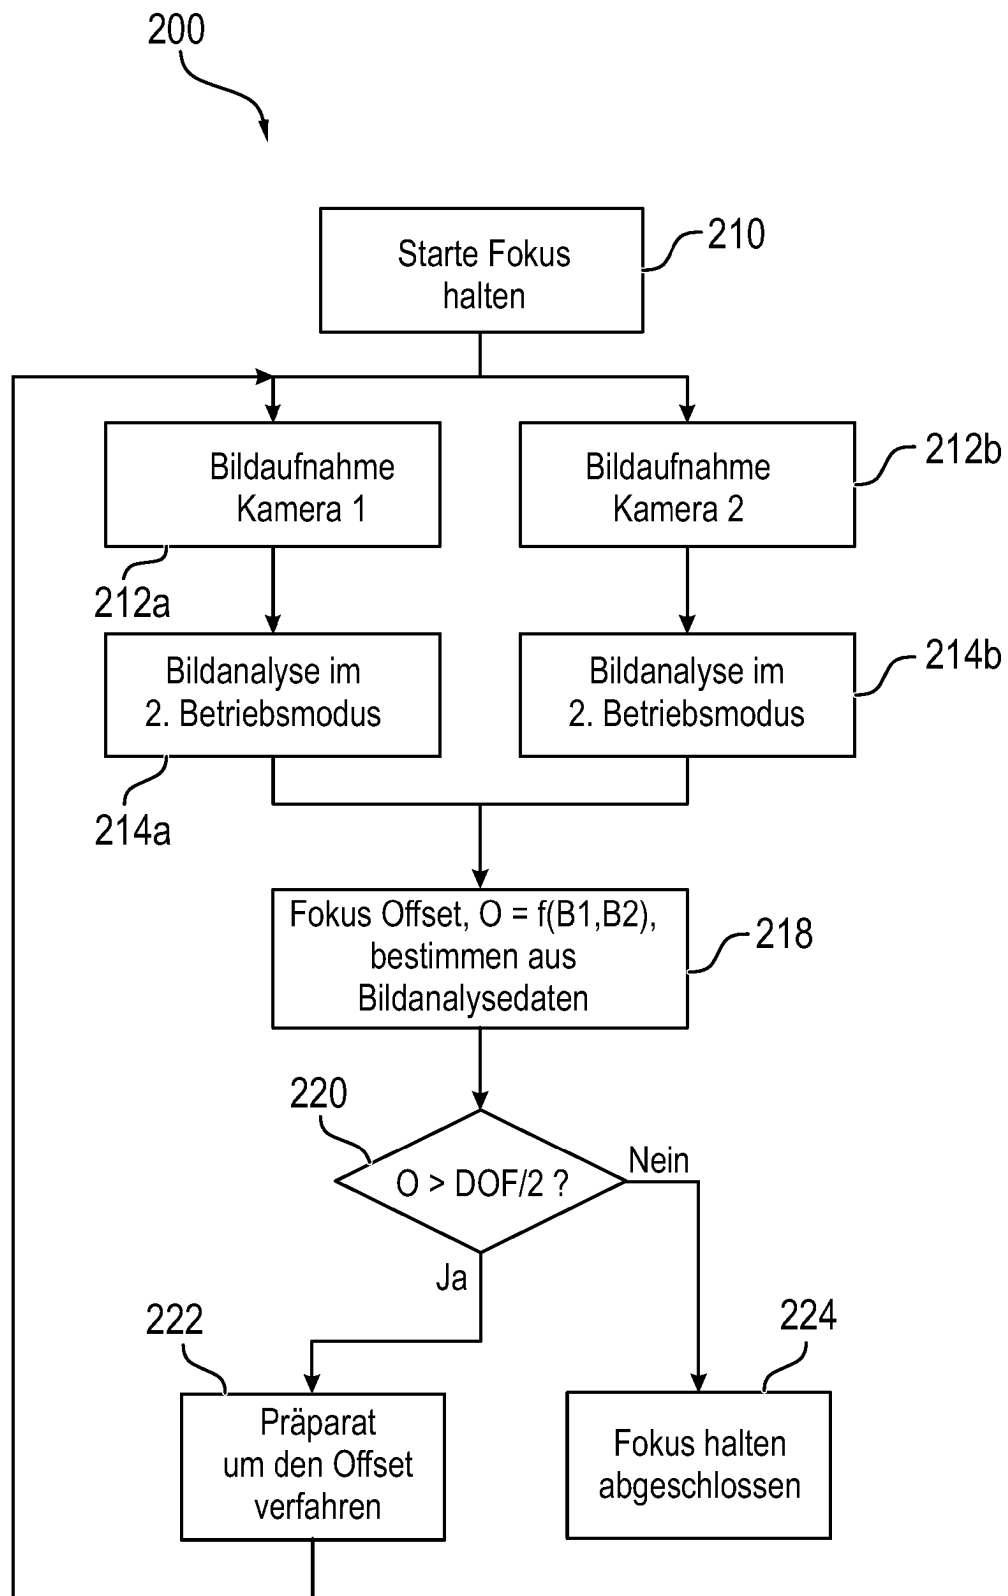 200
Starte Fokus
halten
210
Bildaufnahme
Kamera 1
212a
Bildaufnahme
Kamera 2
212b
Bildanalyse im
2. Betriebsmodus
214a
Bildanalyse im
2. Betriebsmodus
214b
Fokus Offset, O = f(B1,B2),
bestimmen aus
Bildanalysedaten
218
220
O > DOF/2 ?
Nein
Ja
222
Präparat
um den Offset
verfahren
224
Fokus halten
abgeschlossen